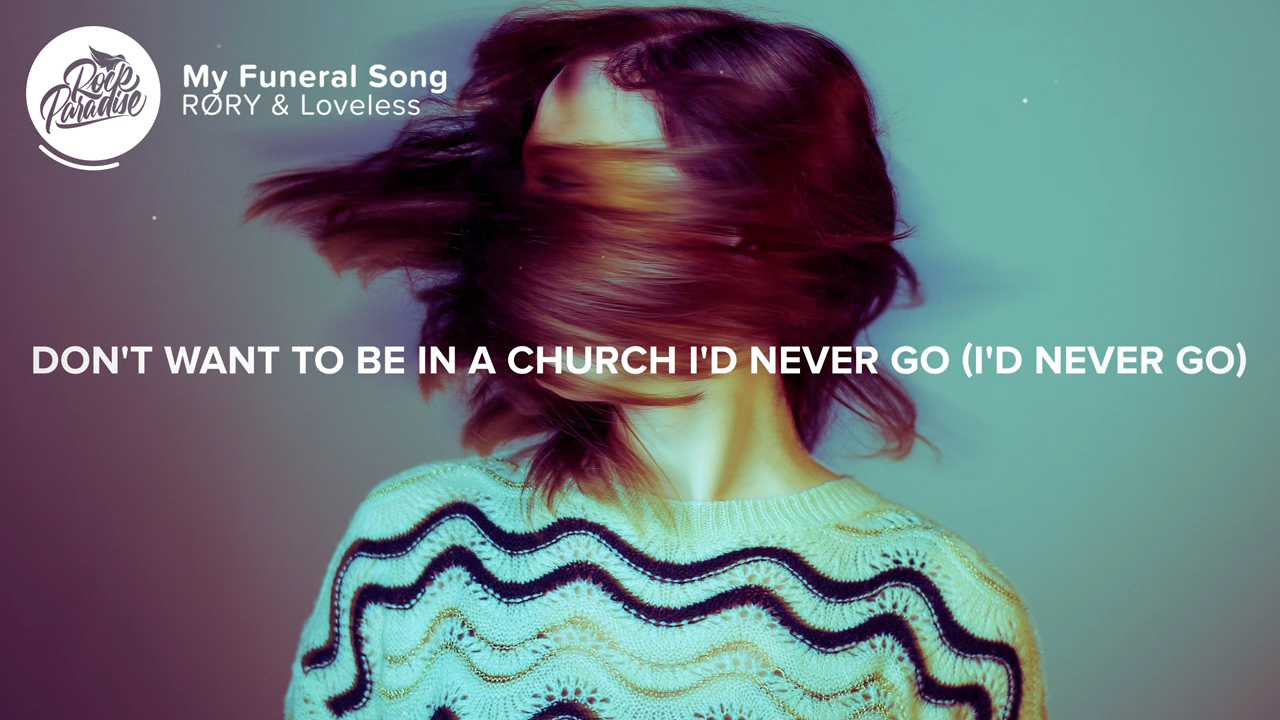 Rock
Paradise
My Funeral Song
RØRY & Loveless
DON'T WANT TO BE IN A CHURCH I'D NEVER GO (I'D NEVER GO)